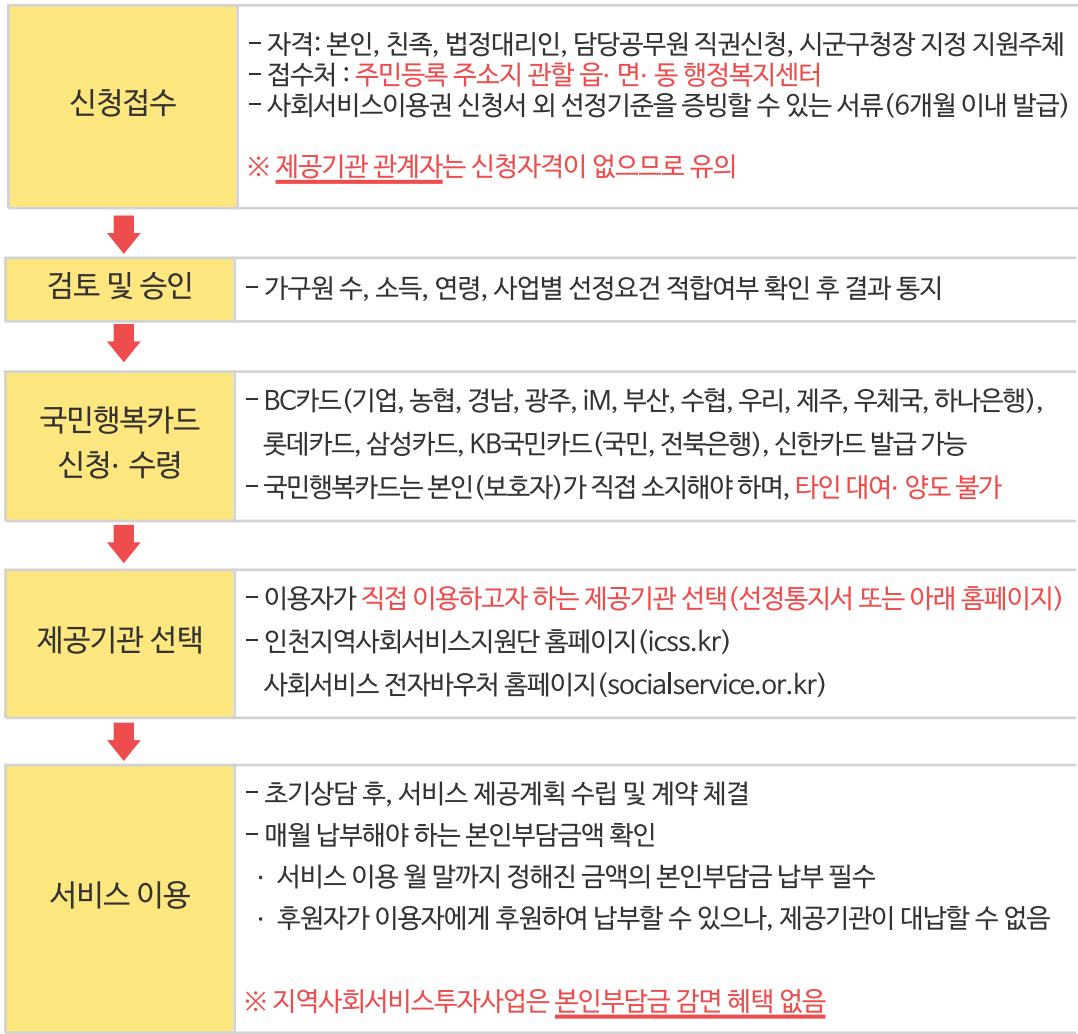 신청접수
- 자격: 본인, 친족, 법정대리인, 담당공무원 직권신청, 시군구청장 지정 지원주체
- 접수처 : 주민등록 주소지 관할 읍· 면· 동 행정복지센터
- 사회서비스이용권 신청서 외 선정기준을 증빙할 수 있는 서류(6개월 이내 발급)
※ 제공기관 관계자는 신청자격이 없으므로 유의
검토 및 승인
- 가구원 수, 소득, 연령, 사업별 선정요건 적합여부 확인 후 결과 통지
국민행복카드
신청· 수령
- BC카드(기업, 농협, 경남, 광주, iM, 부산, 수협, 우리, 제주, 우체국, 하나은행),
롯데카드, 삼성카드, KB국민카드(국민, 전북은행), 신한카드 발급 가능
- 국민행복카드는 본인(보호자)가 직접 소지해야 하며, 타인 대여· 양도 불가
제공기관 선택
- 이용자가 직접 이용하고자 하는 제공기관 선택(선정통지서 또는 아래 홈페이지)
- 인천지역사회서비스지원단 홈페이지(icss.kr)
사회서비스 전자바우처 홈페이지(socialservice.or.kr)
서비스 이용
- 초기상담 후, 서비스 제공계획 수립 및 계약 체결
- 매월 납부해야 하는 본인부담금액 확인
· 서비스 이용 월 말까지 정해진 금액의 본인부담금 납부 필수
· 후원자가 이용자에게 후원하여 납부할 수 있으나, 제공기관이 대납할 수 없음
※ 지역사회서비스투자사업은 본인부담금 감면 혜택 없음